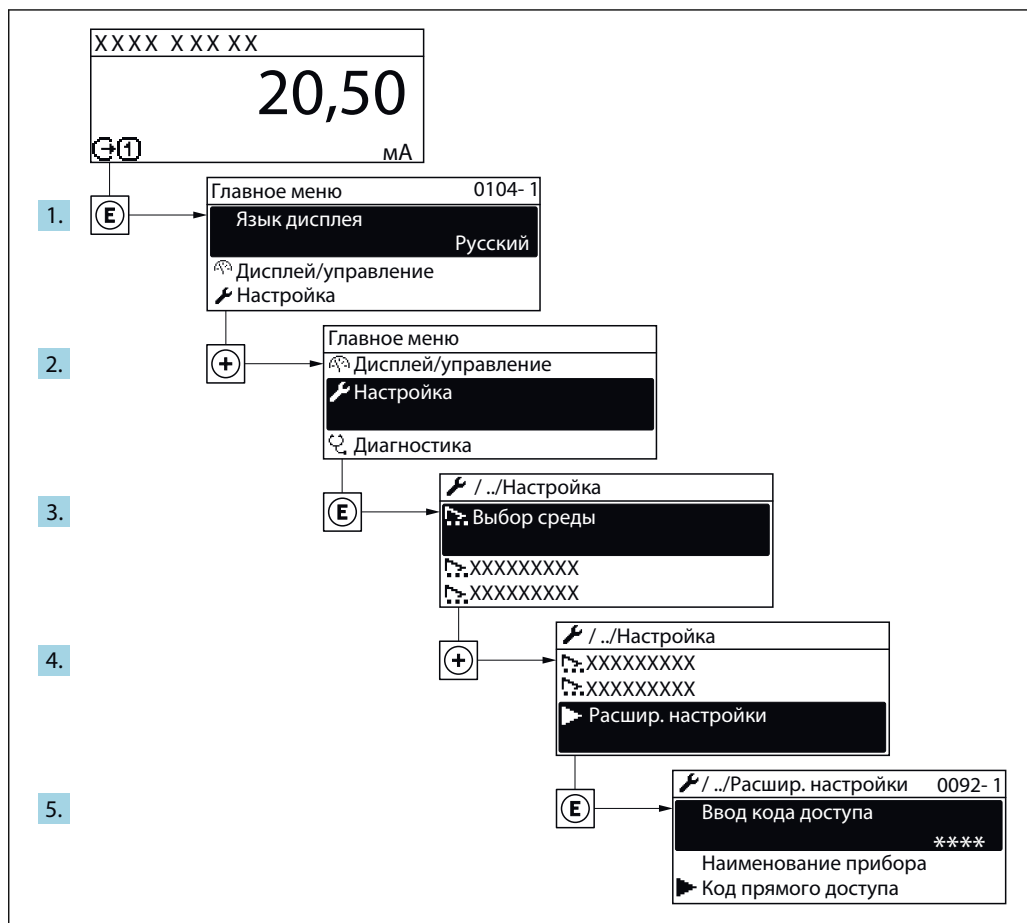 XXXX XXX XX
20,50
1 мА
1. E
Главное меню 0104-1
Язык дисплея
Русский
Дисплей/управление
Настройка
2. +
Главное меню
Дисплей/управление
Настройка
Диагностика
3. E
/ ../Настройка
Выбор среды
XXXXXXXXX
XXXXXXXXX
4. +
/ ../Настройка
XXXXXXXXX
XXXXXXXXX
Расшир. настройки
5. E
/ ../Расшир. настройки 0092-1
Ввод кода доступа
****
Наименование прибора
Код прямого доступа